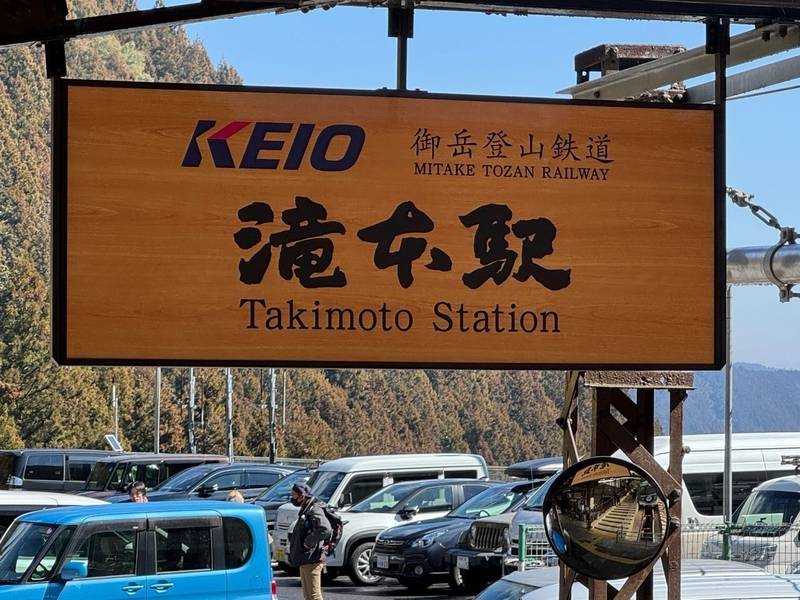 KEIO
御岳登山鉄道
MITAKE TOZAN RAILWAY
滝本駅
Takimoto Station